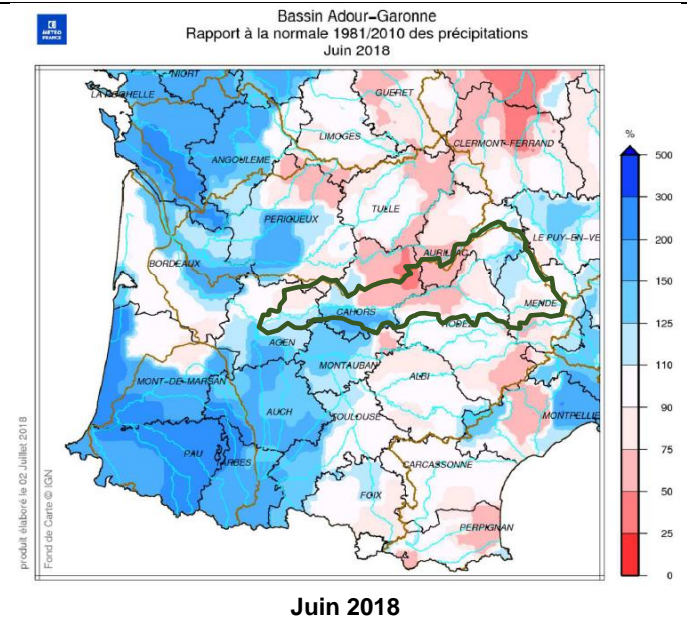 METEO
FRANCE
Bassin Adour-Garonne
Rapport à la normale 1981/2010 des précipitations
Juin 2018
NIORT
LA ROCHELLE
GUERET
LIMOGES
CLERMONT-FERRAND
ANGOULEME
PERIGUEUX
TULLE
AURILLAC
LE PUY-EN-VE
BORDEAUX
MENDE
CAHORS
RODEZ
AGEN
MONTAUBAN
ALBI
MONT-DE-MARSAN
AUCH
TOULOUSE
MONTPELLIE
PAU
TARBES
CARCASSONNE
FOIX
PERPIGNAN
%
500
300
200
150
125
110
90
75
50
25
0
produit élaboré le 02 Juillet 2018
Fond de Carte © IGN
Juin 2018